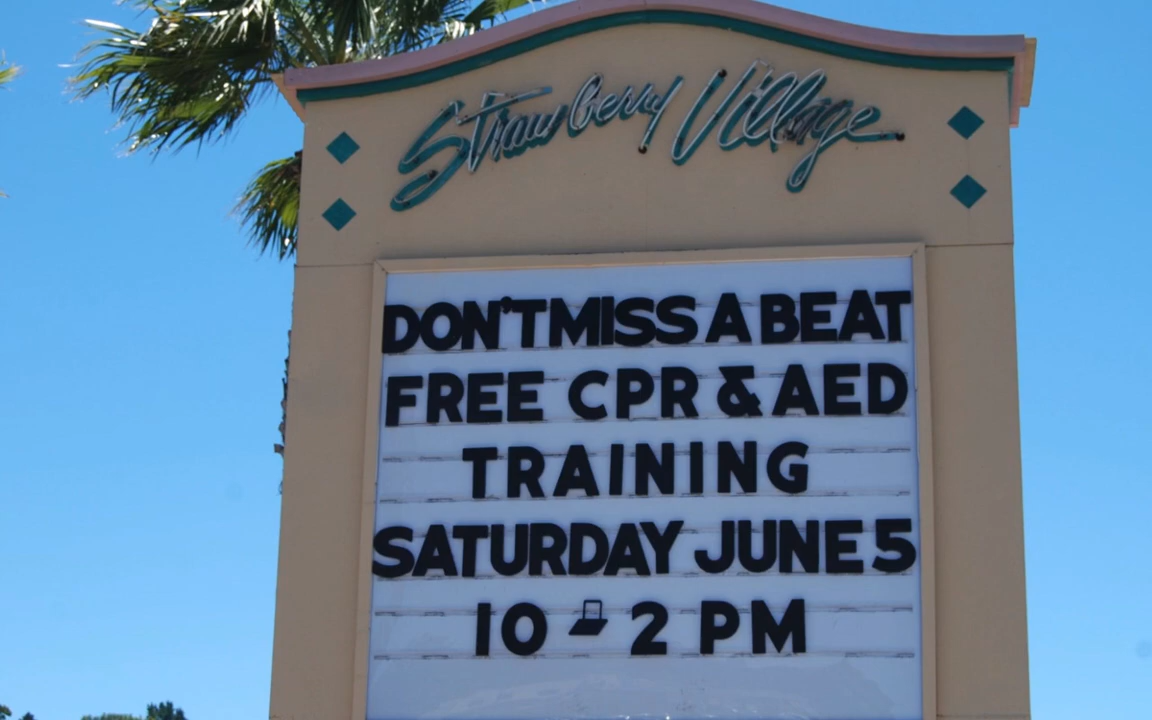 Strawberry Village
DON'T MISS A BEAT
FREE CPR & AED
TRAINING
SATURDAY JUNE 5
10 - 2 PM